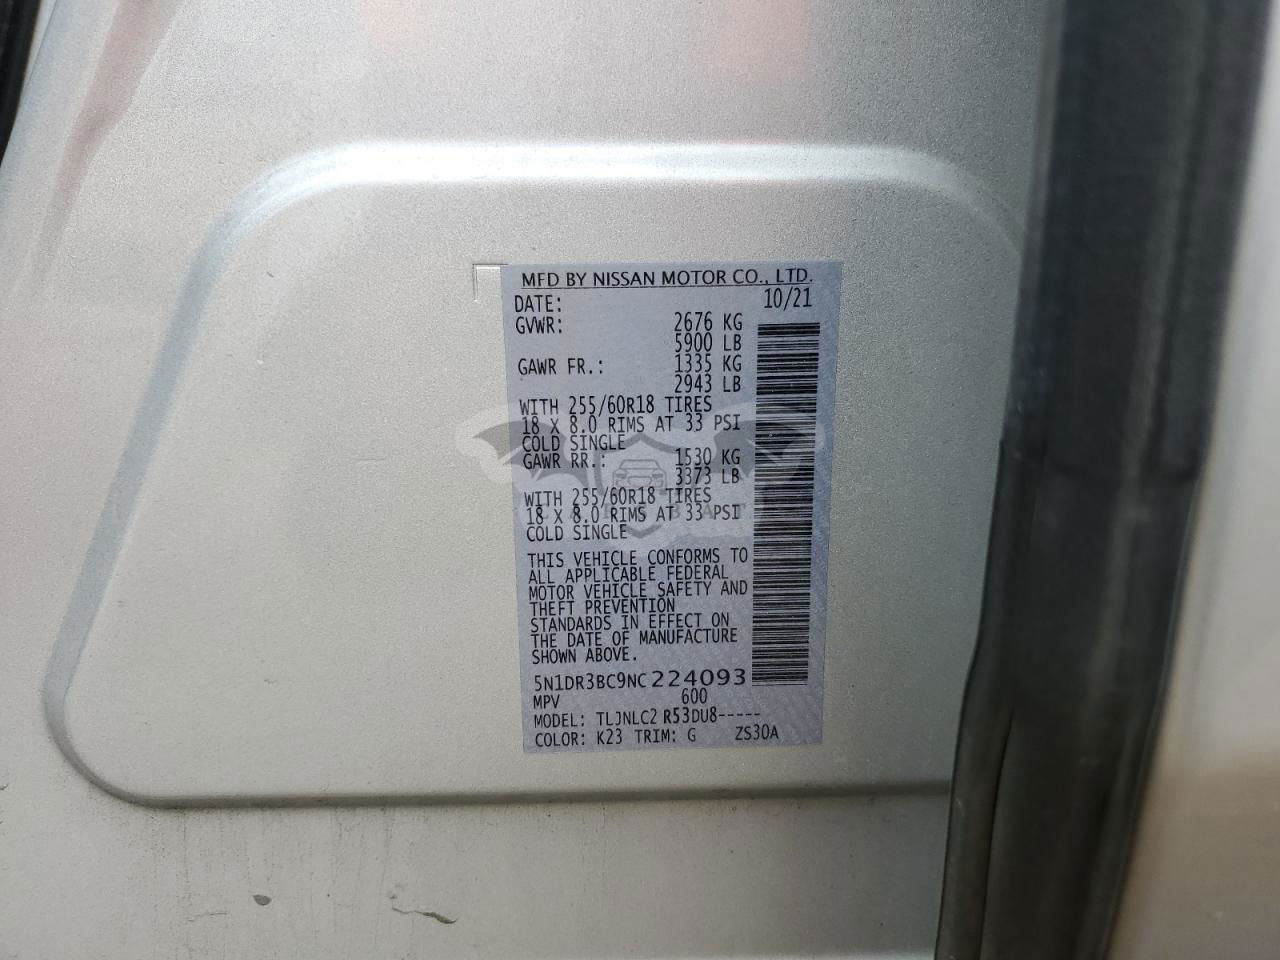 MFD BY NISSAN MOTOR CO., LTD.
DATE: 10/21
GVWR: 2676 KG
5900 LB
GAWR FR.: 1335 KG
2943 LB
WITH 255/60R18 TIRES
18 X 8.0 RIMS AT 33 PSI
COLD SINGLE
GAWR RR.: 1530 KG
3373 LB
WITH 255/60R18 TIRES
18 X 8.0 RIMS AT 33 PSI
COLD SINGLE
THIS VEHICLE CONFORMS TO
ALL APPLICABLE FEDERAL
MOTOR VEHICLE SAFETY AND
THEFT PREVENTION
STANDARDS IN EFFECT ON
THE DATE OF MANUFACTURE
SHOWN ABOVE.
5N1DR3BC9NC224093
MPV 600
MODEL: TLJNLC2 R53DU8-----
COLOR: K23 TRIM: G ZS30A